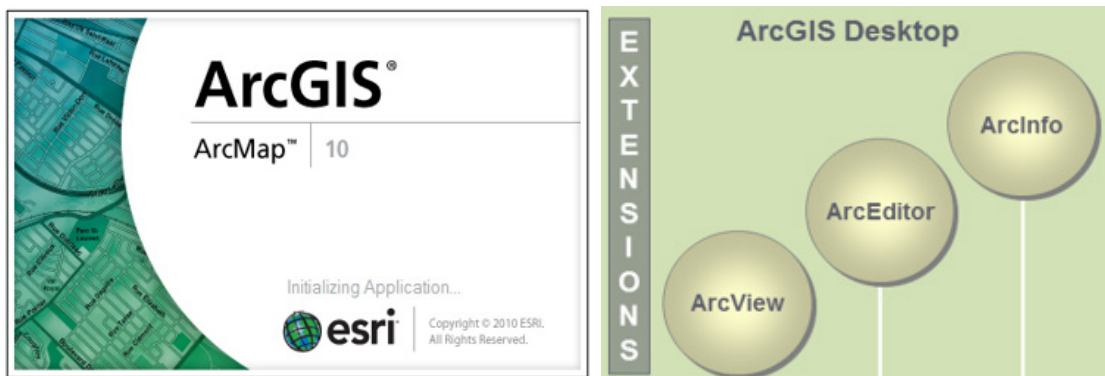 ArcGIS®
ArcMap™ 10
Initializing Application...
esri
Copyright © 2010 ESRI.
All Rights Reserved.
EXTENSIONS
ArcGIS Desktop
ArcInfo
ArcEditor
ArcView